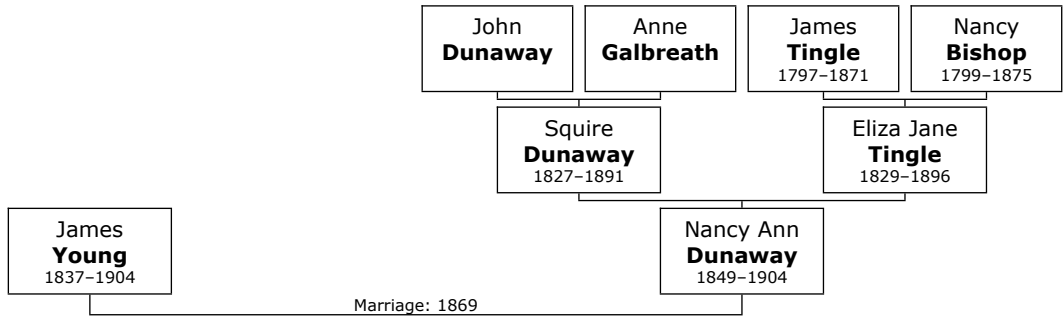 John
Dunaway
Anne
Galbreath
James
Tingle
1797–1871
Nancy
Bishop
1799–1875
Squire
Dunaway
1827–1891
Eliza Jane
Tingle
1829–1896
James
Young
1837–1904
Nancy Ann
Dunaway
1849–1904
Marriage: 1869